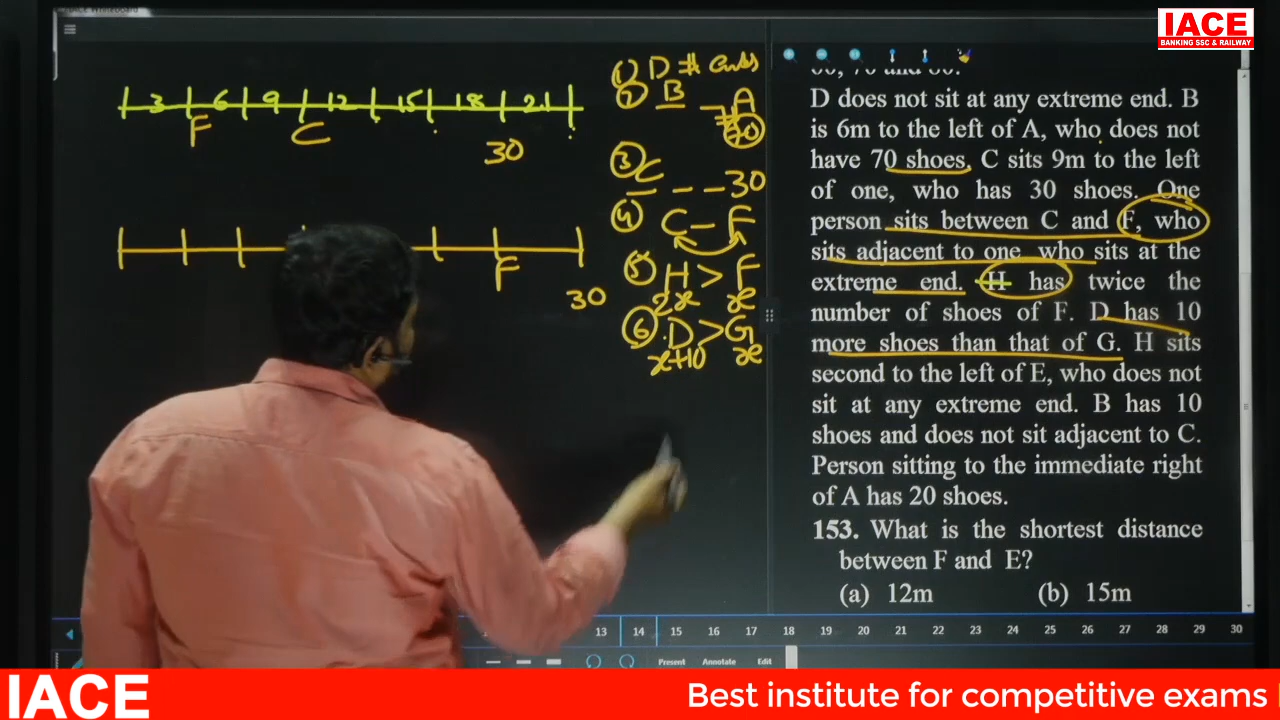 IACE
BANKING SSC & RAILWAY
3 6 9 12 15 18 21
F C
30
F
30
① D ≠ ends
② B _ A
≠70
③ C _ _ 30
④ C – F
⑤ H > F
2x x
⑥ D > G
x+10 x
60, 70 and 80.
D does not sit at any extreme end. B
is 6m to the left of A, who does not
have 70 shoes. C sits 9m to the left
of one, who has 30 shoes. One
person sits between C and F, who
sits adjacent to one who sits at the
extreme end. H has twice the
number of shoes of F. D has 10
more shoes than that of G. H sits
second to the left of E, who does not
sit at any extreme end. B has 10
shoes and does not sit adjacent to C.
Person sitting to the immediate right
of A has 20 shoes.
153. What is the shortest distance
between F and E?
(a) 12m (b) 15m
13 14 15 16 17 18 19 20 21 22 23 24 25 26 27 28 29 30
Present Annotate Edit
IACE Best institute for competitive exams